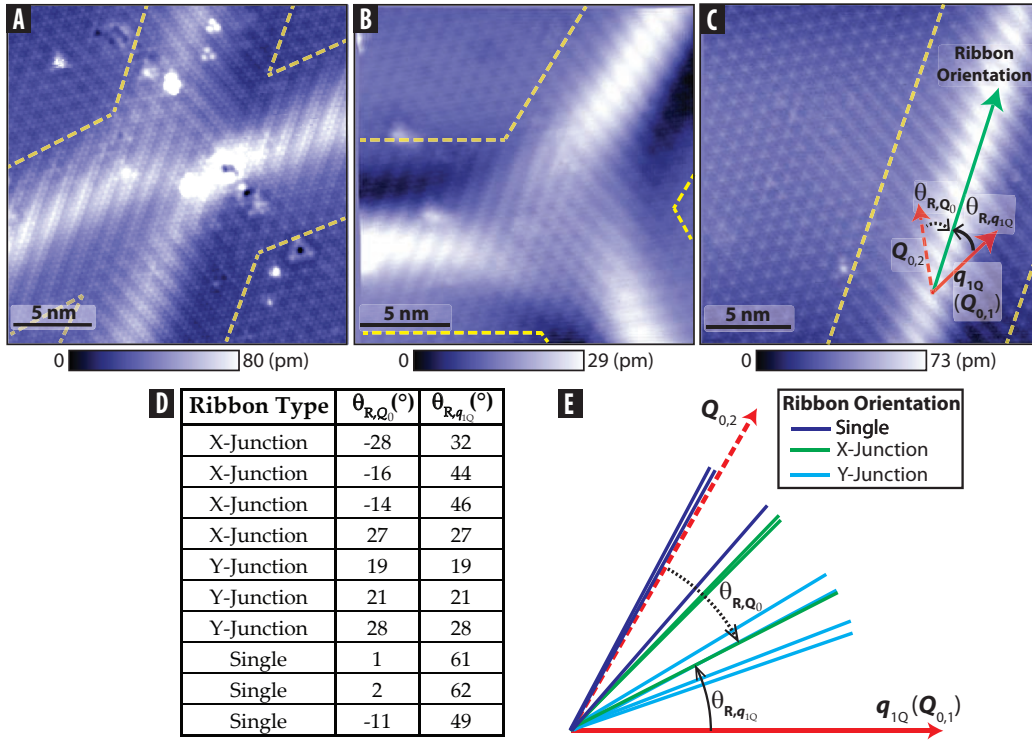 A
5 nm
0 80 (pm)
B
5 nm
0 29 (pm)
C
Ribbon
Orientation
θR,Q0
θR,q1Q
Q0,2
q1Q
(Q0,1)
5 nm
0 73 (pm)
D
Ribbon Type θR,Q0(°) θR,q1Q(°)
X-Junction -28 32
X-Junction -16 44
X-Junction -14 46
X-Junction 27 27
Y-Junction 19 19
Y-Junction 21 21
Y-Junction 28 28
Single 1 61
Single 2 62
Single -11 49
E
Q0,2
Ribbon Orientation
Single
X-Junction
Y-Junction
θR,Q0
θR,q1Q
q1Q(Q0,1)